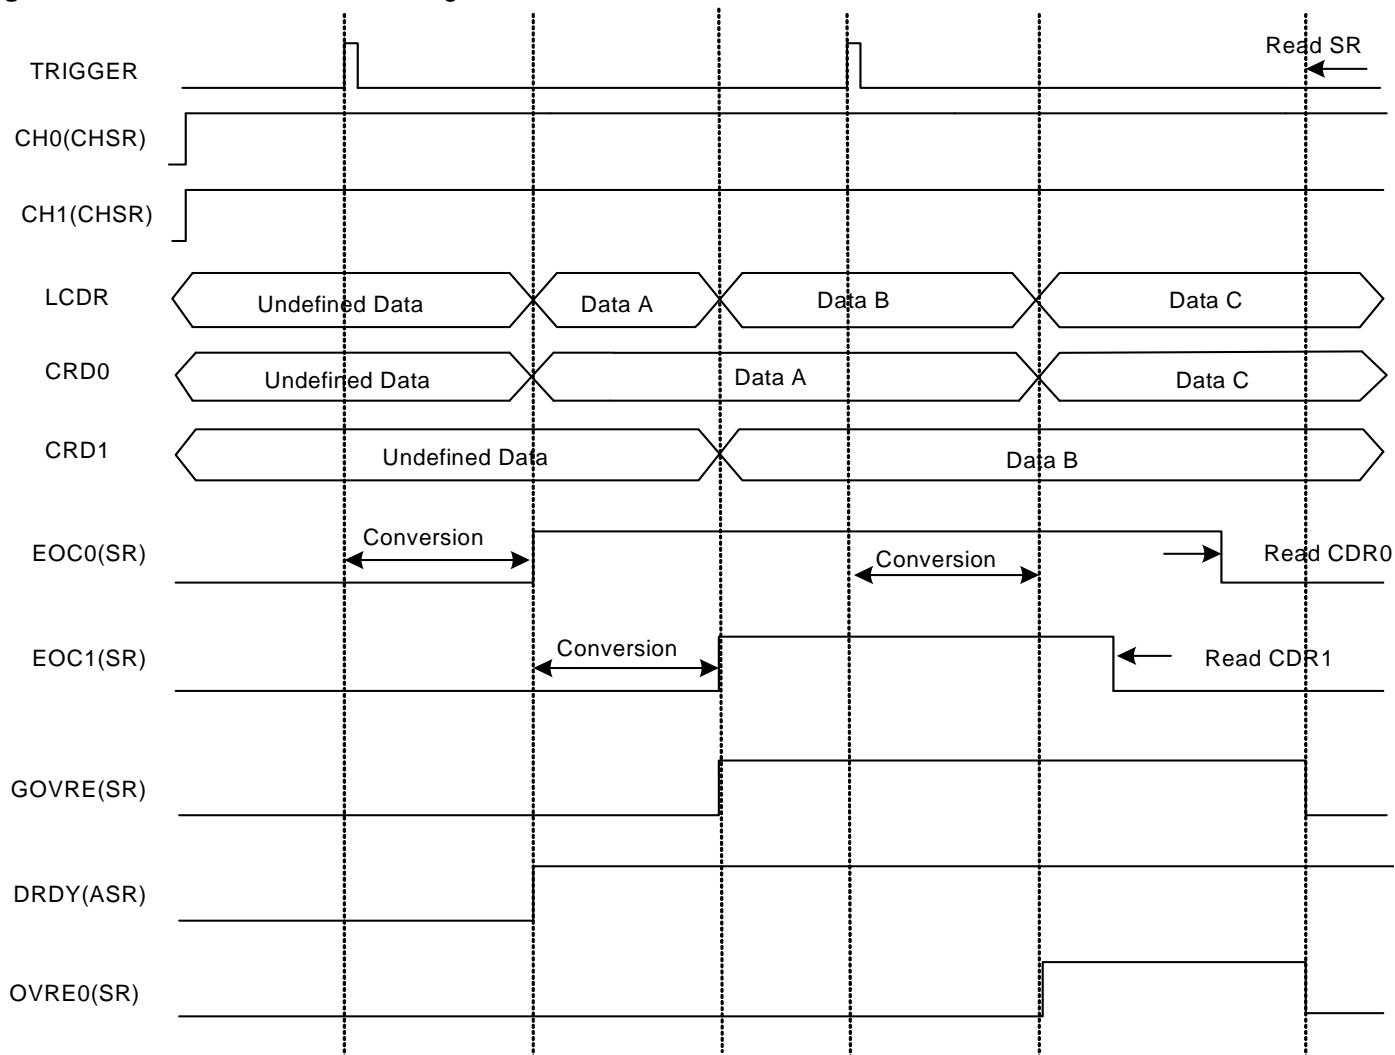 Read SR
TRIGGER
CH0(CHSR)
CH1(CHSR)
LCDR
Undefined Data
Data A
Data B
Data C
CRD0
Undefined Data
Data A
Data C
CRD1
Undefined Data
Data B
EOC0(SR)
Conversion
Conversion
Read CDR0
EOC1(SR)
Conversion
Read CDR1
GOVRE(SR)
DRDY(ASR)
OVRE0(SR)